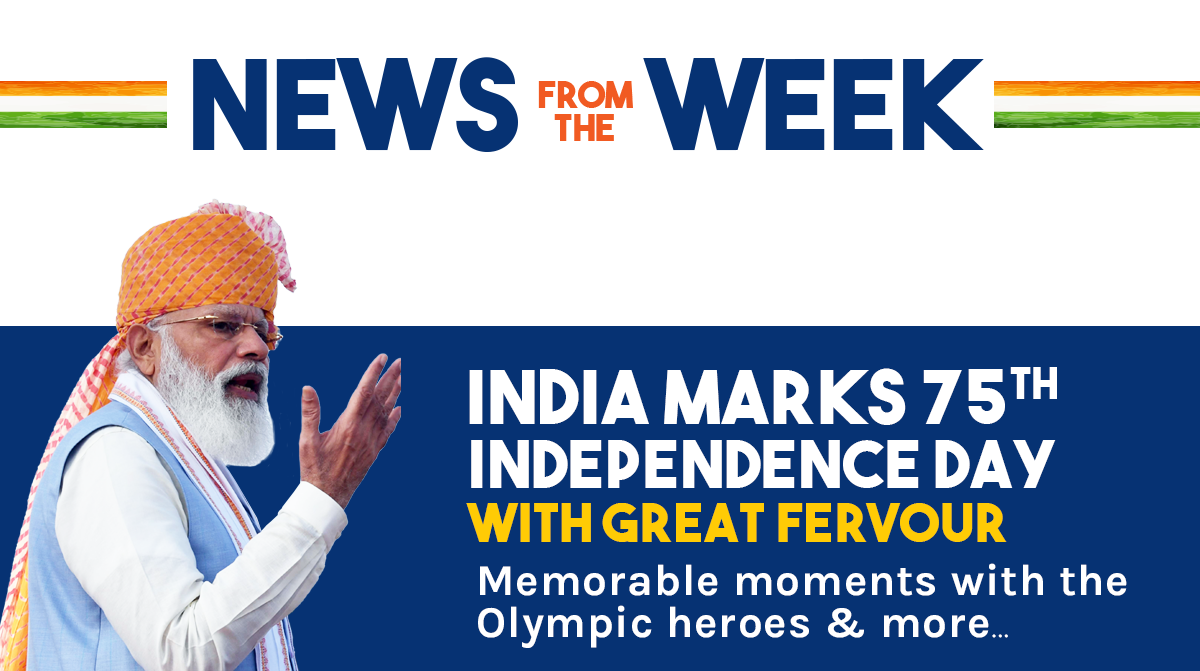 NEWS FROM THE WEEK
INDIA MARKS 75TH
INDEPENDENCE DAY
WITH GREAT FERVOUR
Memorable moments with the
Olympic heroes & more...